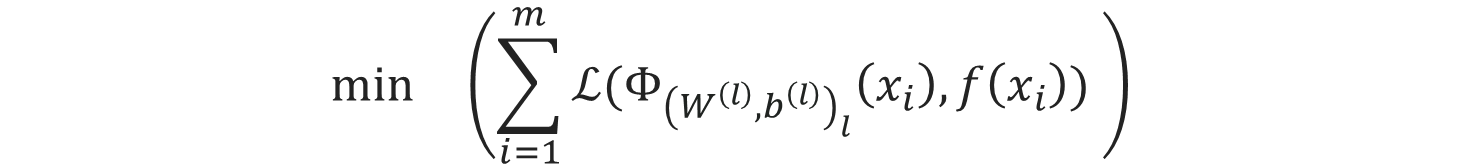 min (∑_{i=1}^{m} ℒ(Φ_{(W^{(l)},b^{(l)})_l}(x_i), f(x_i)))